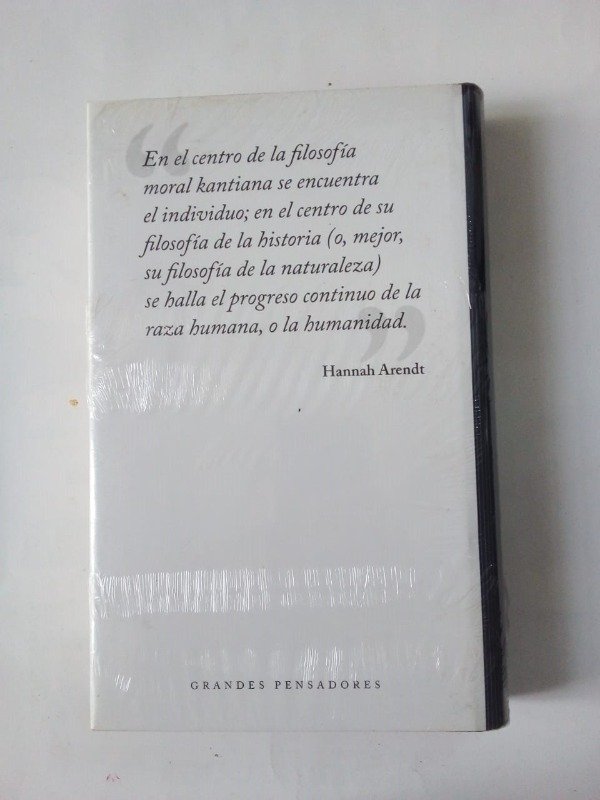 “
En el centro de la filosofía
moral kantiana se encuentra
el individuo; en el centro de su
filosofía de la historia (o, mejor,
su filosofía de la naturaleza)
se halla el progreso continuo de la
raza humana, o la humanidad.
”
Hannah Arendt
GRANDES PENSADORES